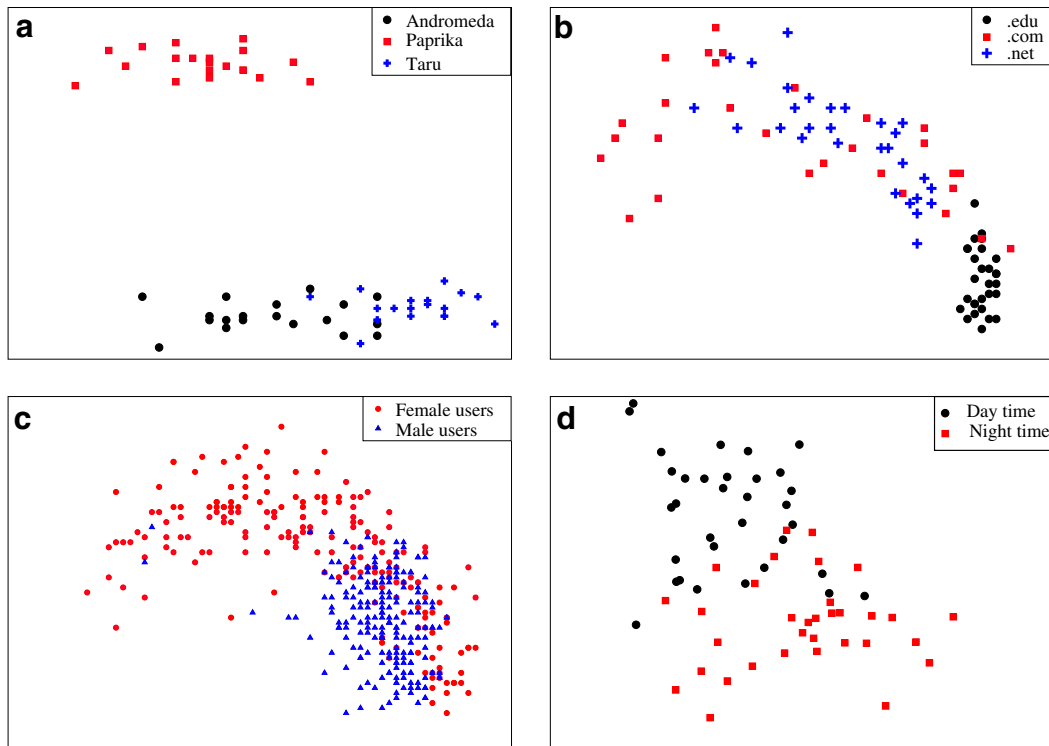 a
Andromeda
Paprika
Taru
b
.edu
.com
.net
c
Female users
Male users
d
Day time
Night time